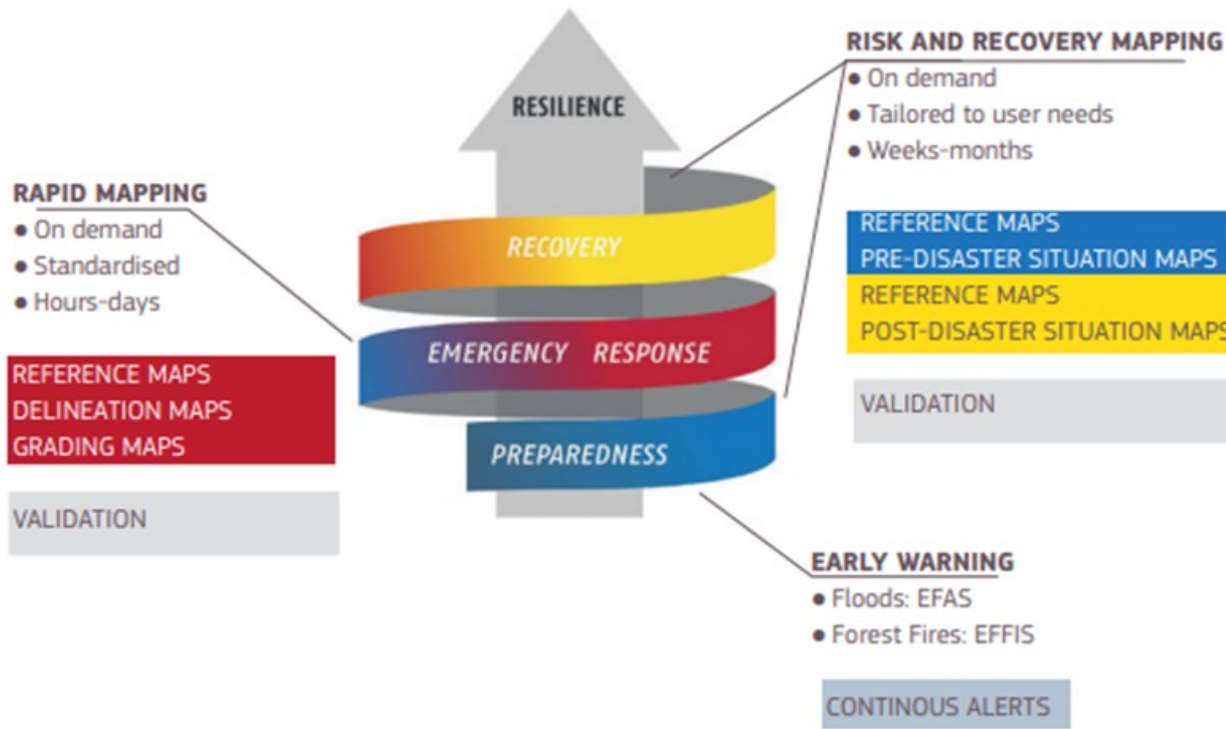 RESILIENCE
RISK AND RECOVERY MAPPING
● On demand
● Tailored to user needs
● Weeks-months
REFERENCE MAPS
PRE-DISASTER SITUATION MAPS
REFERENCE MAPS
POST-DISASTER SITUATION MAPS
VALIDATION
RAPID MAPPING
● On demand
● Standardised
● Hours-days
REFERENCE MAPS
DELINEATION MAPS
GRADING MAPS
VALIDATION
RECOVERY
EMERGENCY RESPONSE
PREPAREDNESS
EARLY WARNING
● Floods: EFAS
● Forest Fires: EFFIS
CONTINOUS ALERTS